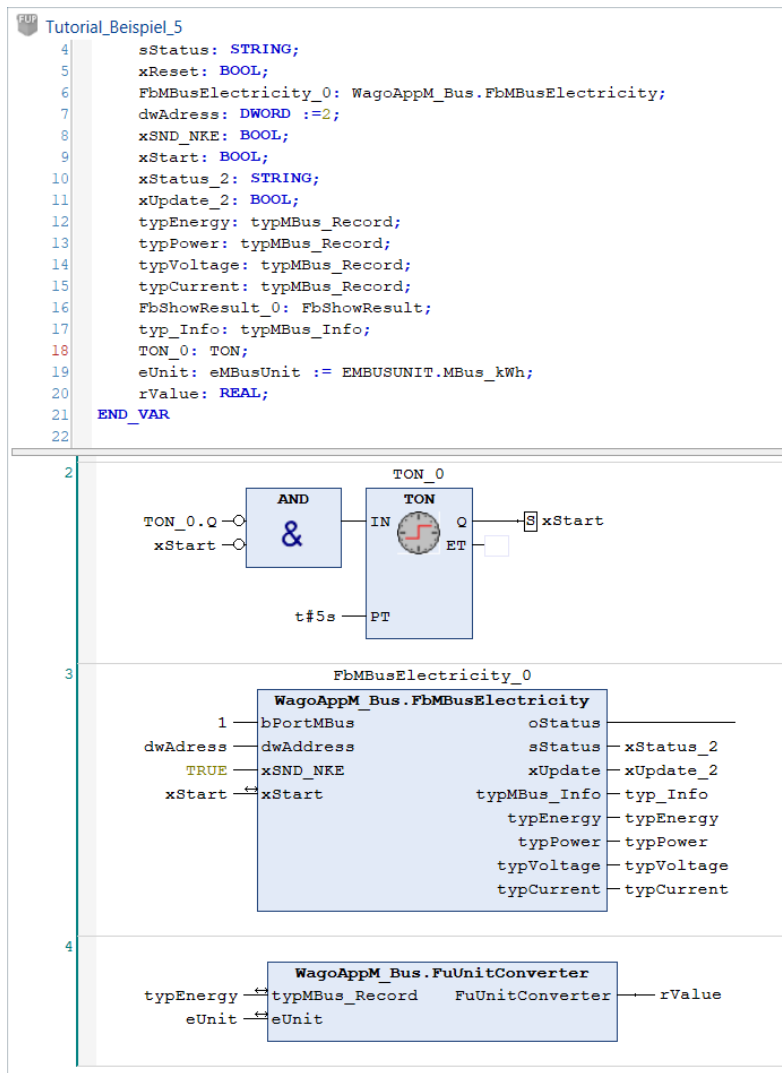 FUP
Tutorial_Beispiel_5
4 sStatus: STRING;
5 xReset: BOOL;
6 FbMBusElectricity_0: WagoAppM_Bus.FbMBusElectricity;
7 dwAdress: DWORD :=2;
8 xSND_NKE: BOOL;
9 xStart: BOOL;
10 xStatus_2: STRING;
11 xUpdate_2: BOOL;
12 typEnergy: typMBus_Record;
13 typPower: typMBus_Record;
14 typVoltage: typMBus_Record;
15 typCurrent: typMBus_Record;
16 FbShowResult_0: FbShowResult;
17 typ_Info: typMBus_Info;
18 TON_0: TON;
19 eUnit: eMBusUnit := EMBUSUNIT.MBus_kWh;
20 rValue: REAL;
21 END_VAR
22
2 TON_0
AND TON
TON_0.Q & IN Q S xStart
xStart ET
t#5s PT
3 FbMBusElectricity_0
WagoAppM_Bus.FbMBusElectricity
1 bPortMBus oStatus
dwAdress dwAddress sStatus xStatus_2
TRUE xSND_NKE xUpdate xUpdate_2
xStart xStart typMBus_Info typ_Info
typEnergy typEnergy
typPower typPower
typVoltage typVoltage
typCurrent typCurrent
4
WagoAppM_Bus.FuUnitConverter
typEnergy typMBus_Record FuUnitConverter rValue
eUnit eUnit